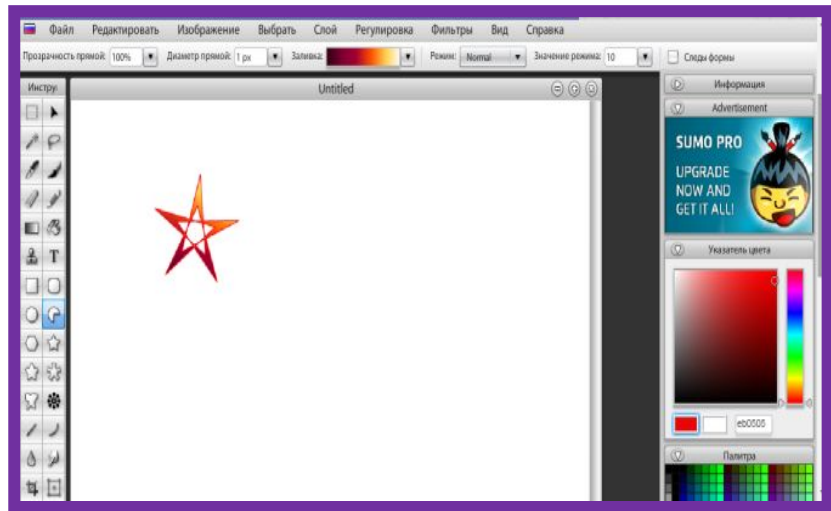 Файл Редактировать Изображение Выбрать Слой Регулировка Фильтры Вид Справка
Прозрачность прямой: 100% Диаметр прямой: 1 px Заливка: Режим: Normal Значение режима: 10 Следы формы
Инстру.
Untitled
T
Информация
Advertisement
SUMO PRO
UPGRADE
NOW AND
GET IT ALL!
Указатель цвета
eb0505
Палитра